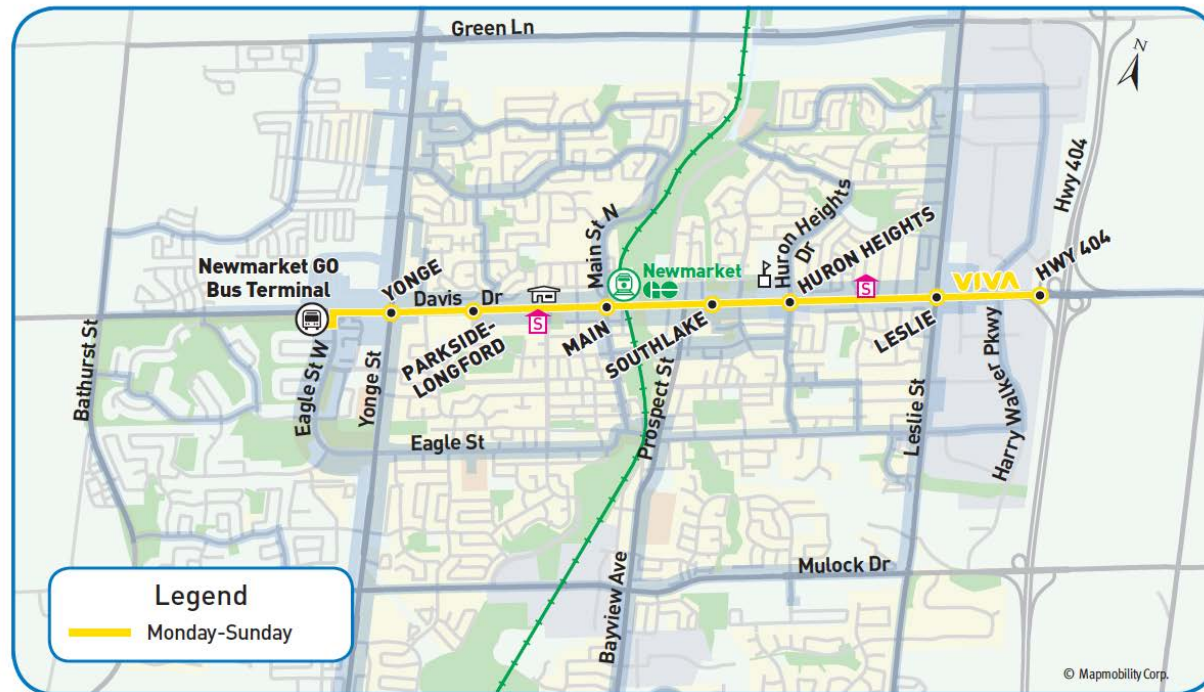 Green Ln
N
Hwy 404
Main St N
Huron Heights
Dr
HURON HEIGHTS
Newmarket GO
Bus Terminal
YONGE
Newmarket
GO
VIVA
HWY 404
Davis Dr
S
S
PARKSIDE-
LONGFORD
MAIN
SOUTHLAKE
LESLIE
Bathurst St
Eagle St W
Yonge St
Eagle St
Prospect St
Leslie St
Harry Walker Pkwy
Mulock Dr
Bayview Ave
Legend
Monday-Sunday
© Mapmobility Corp.